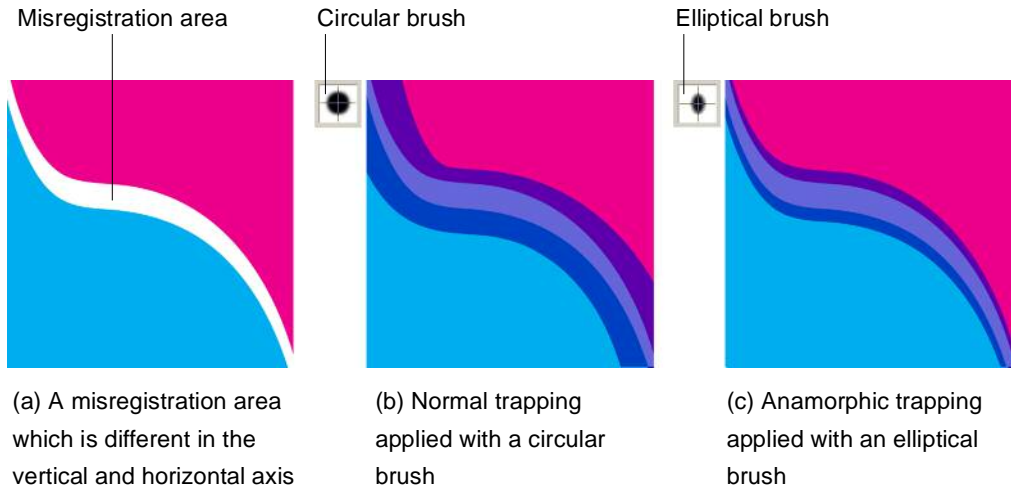 Misregistration area
Circular brush
Elliptical brush
(a) A misregistration area
which is different in the
vertical and horizontal axis
(b) Normal trapping
applied with a circular
brush
(c) Anamorphic trapping
applied with an elliptical
brush